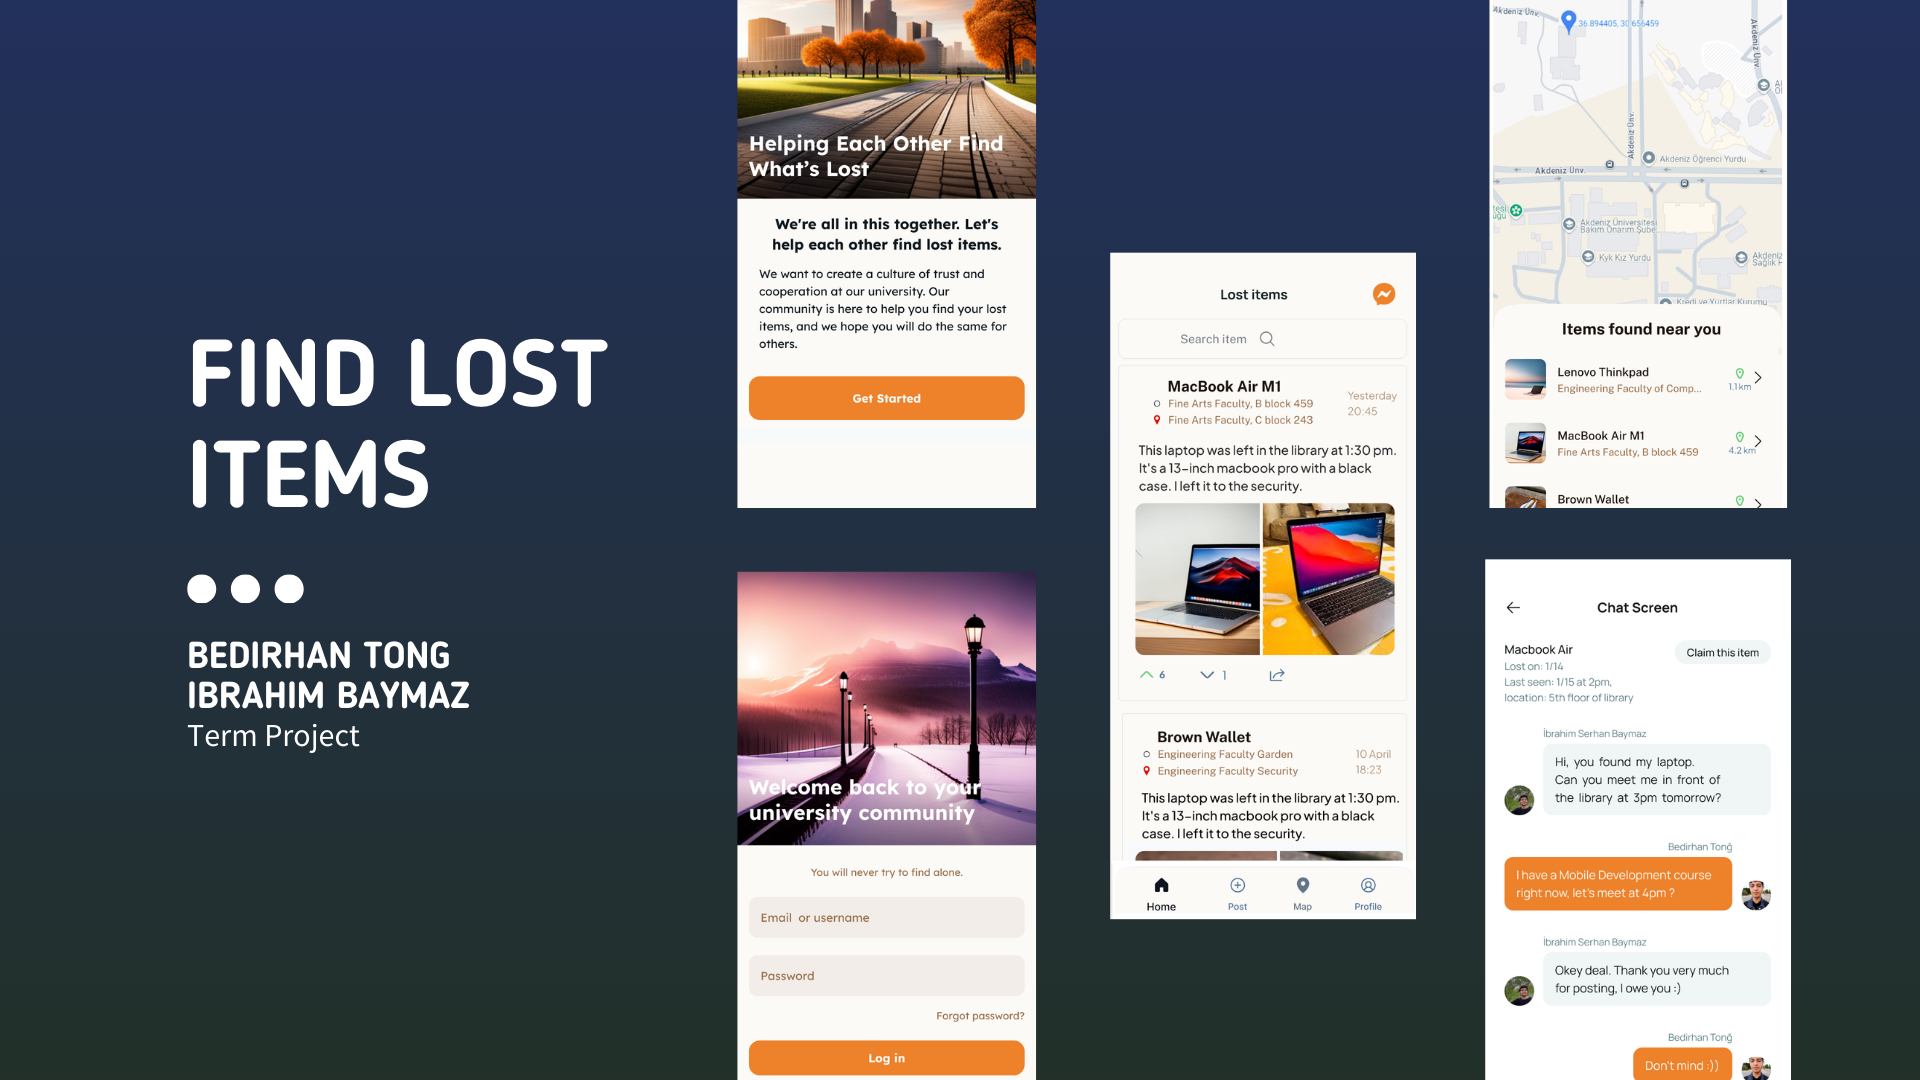 FIND LOST
ITEMS
BEDIRHAN TONG
IBRAHIM BAYMAZ
Term Project
Helping Each Other Find
What's Lost
We're all in this together. Let's
help each other find lost items.
We want to create a culture of trust and
cooperation at our university. Our
community is here to help you find your lost
items, and we hope you will do the same for
others.
Get Started
Welcome back to your
university community
You will never try to find alone.
Email or username
Password
Forgot password?
Log in
Lost items
Search item
MacBook Air M1
Fine Arts Faculty, B block 459
Fine Arts Faculty, C block 243
Yesterday
20:45
This laptop was left in the library at 1:30 pm.
It's a 13-inch macbook pro with a black
case. I left it to the security.
6
1
Brown Wallet
Engineering Faculty Garden
Engineering Faculty Security
10 April
18:23
This laptop was left in the library at 1:30 pm.
It's a 13-inch macbook pro with a black
case. I left it to the security.
Home
Post
Map
Profile
Akdeniz Ünv.
36.894405, 30.656459
Akdeniz Ünv.
Akdeniz Ünv.
Akdeniz Öğrenci Yurdu
Akdeniz Ünv.
Akdeniz Üniversitesi
Bakım Onarım Şube
Kyk Kız Yurdu
Akdeniz
Sağlık
Kredi ve Yurtlar Kurumu
Items found near you
Lenovo Thinkpad
Engineering Faculty of Comp...
1.1 km
MacBook Air M1
Fine Arts Faculty, B block 459
4.2 km
Brown Wallet
Chat Screen
Macbook Air
Claim this item
Lost on: 1/14
Last seen: 1/15 at 2pm,
location: 5th floor of library
İbrahim Serhan Baymaz
Hi, you found my laptop.
Can you meet me in front of
the library at 3pm tomorrow?
Bedirhan Tonğ
I have a Mobile Development course
right now, let's meet at 4pm ?
İbrahim Serhan Baymaz
Okey deal. Thank you very much
for posting, I owe you :)
Bedirhan Tonğ
Don't mind :))